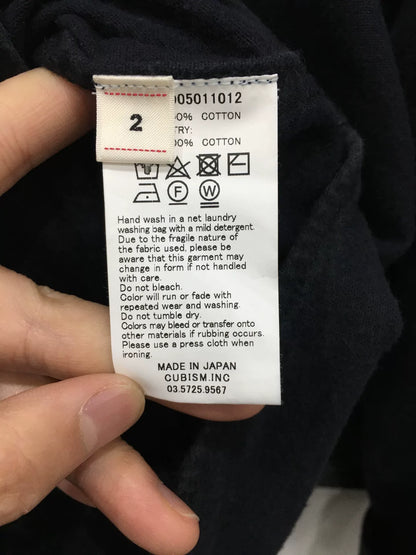 2
005011012
COTTON
TRY:
COTTON
F
W
Hand wash in a net laundry
washing bag with a mild detergent.
Due to the fragile nature of
the fabric used, please be
aware that this garment may
change in form if not handled
with care.
Do not bleach.
Color will run or fade with
repeated wear and washing.
Do not tumble dry.
Colors may bleed or transfer onto
other materials if rubbing occurs.
Please use a press cloth when
ironing.
MADE IN JAPAN
CUBISM.INC
03.5725.9567